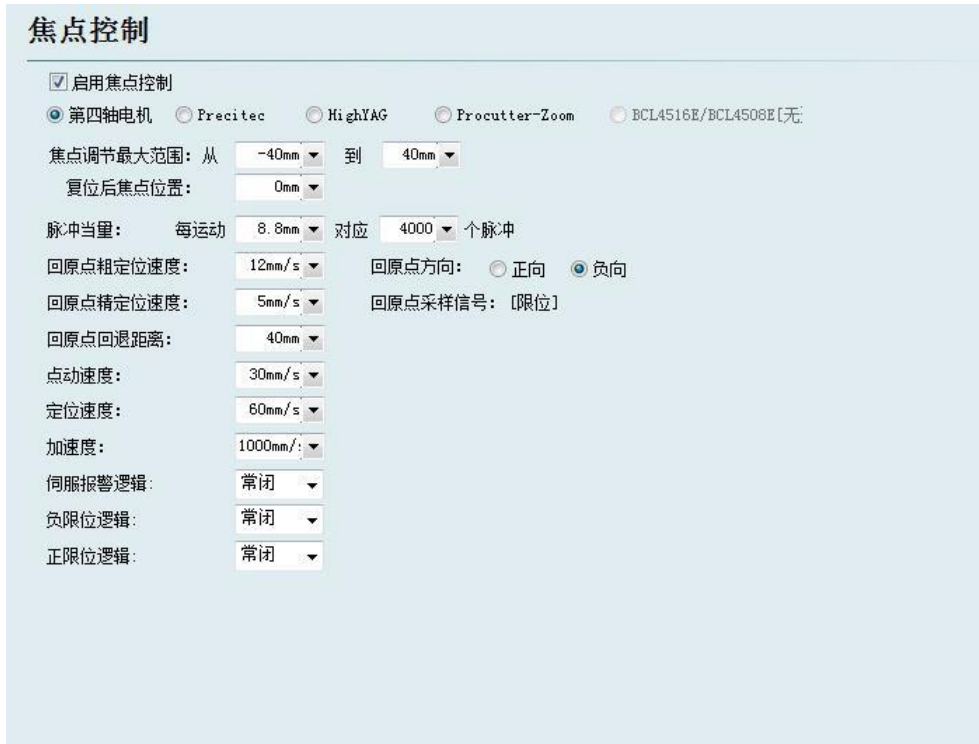 焦点控制
启用焦点控制
第四轴电机 Precitec HighYAG Procutter-Zoom BCL4516E/BCL4508E[无
焦点调节最大范围: 从 -40mm 到 40mm
复位后焦点位置: 0mm
脉冲当量: 每运动 8.8mm 对应 4000 个脉冲
回原点粗定位速度: 12mm/s 回原点方向: 正向 负向
回原点精定位速度: 5mm/s 回原点采样信号: [限位]
回原点回退距离: 40mm
点动速度: 30mm/s
定位速度: 60mm/s
加速度: 1000mm/
伺服报警逻辑: 常闭
负限位逻辑: 常闭
正限位逻辑: 常闭